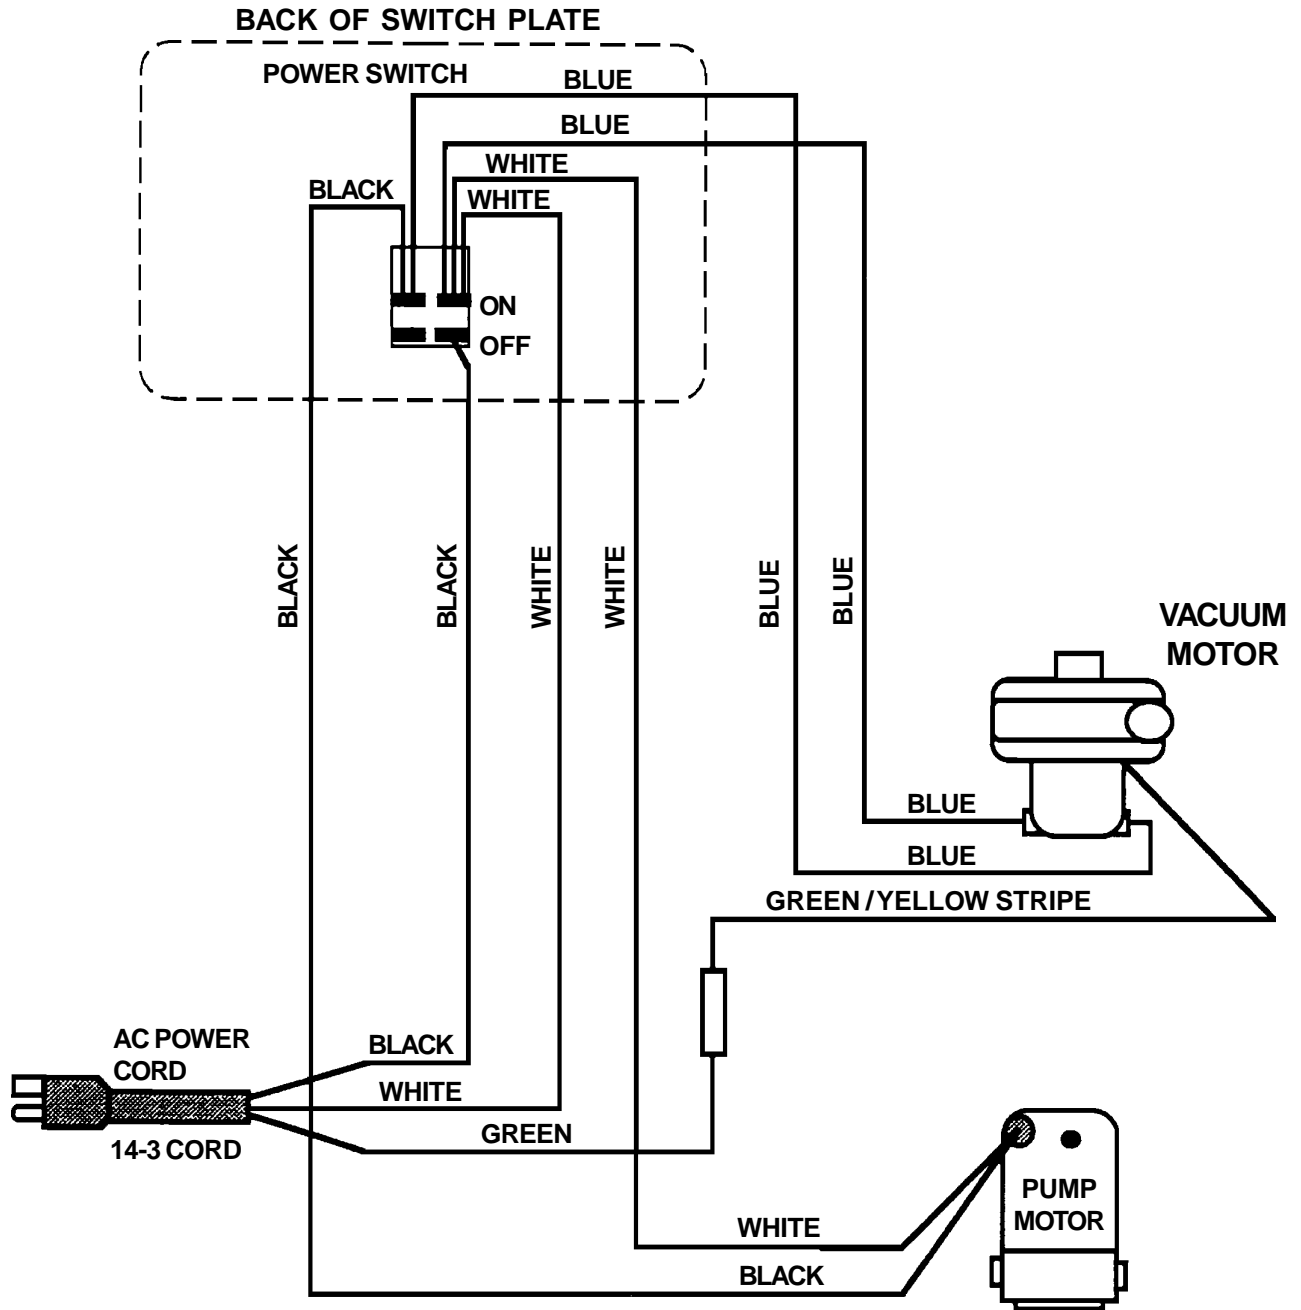 BACK OF SWITCH PLATE
POWER SWITCH
BLUE
BLUE
WHITE
BLACK
WHITE
ON
OFF
BLACK
BLACK
WHITE
WHITE
BLUE
BLUE
VACUUM
MOTOR
BLUE
BLUE
GREEN/YELLOW STRIPE
AC POWER
CORD
BLACK
WHITE
14-3 CORD
GREEN
PUMP
MOTOR
WHITE
BLACK